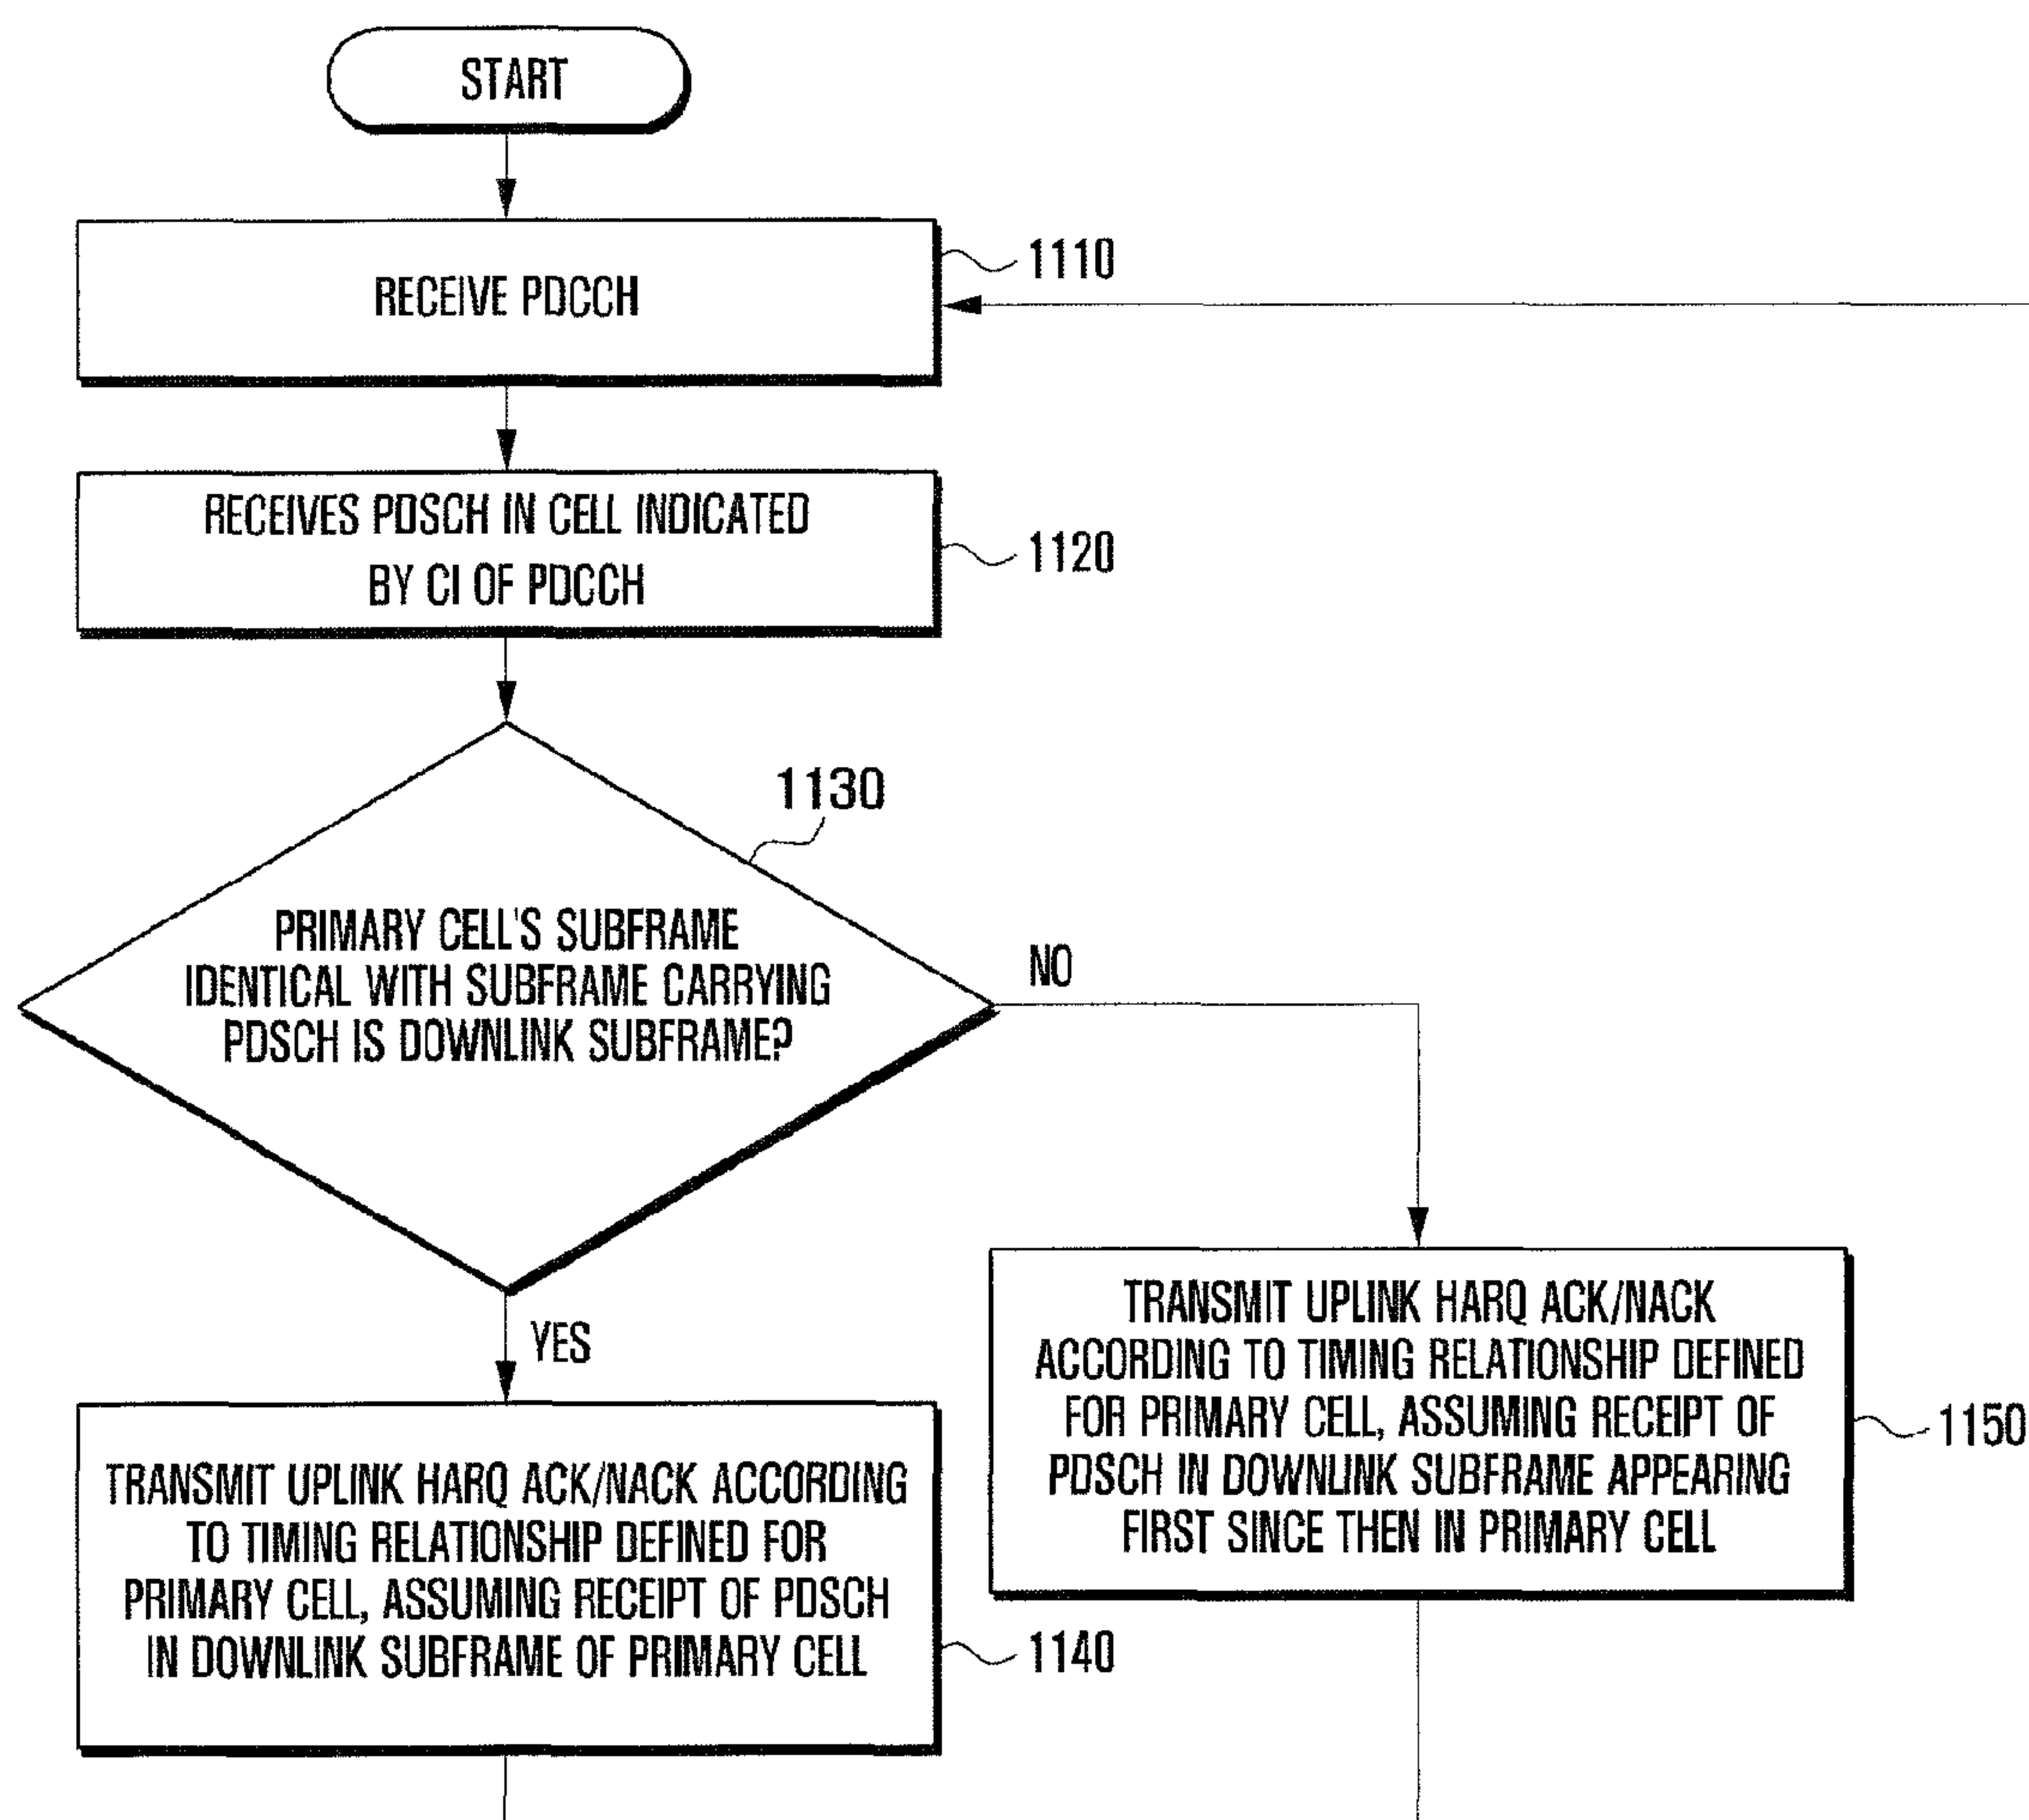 START
RECEIVE PDCCH
1110
RECEIVES PDSCH IN CELL INDICATED
BY CI OF PDCCH
1120
1130
PRIMARY CELL'S SUBFRAME
IDENTICAL WITH SUBFRAME CARRYING
PDSCH IS DOWNLINK SUBFRAME?
NO
YES
TRANSMIT UPLINK HARQ ACK/NACK
ACCORDING TO TIMING RELATIONSHIP DEFINED
FOR PRIMARY CELL, ASSUMING RECEIPT OF
PDSCH IN DOWNLINK SUBFRAME APPEARING
FIRST SINCE THEN IN PRIMARY CELL
1150
TRANSMIT UPLINK HARQ ACK/NACK ACCORDING
TO TIMING RELATIONSHIP DEFINED FOR
PRIMARY CELL, ASSUMING RECEIPT OF PDSCH
IN DOWNLINK SUBFRAME OF PRIMARY CELL
1140